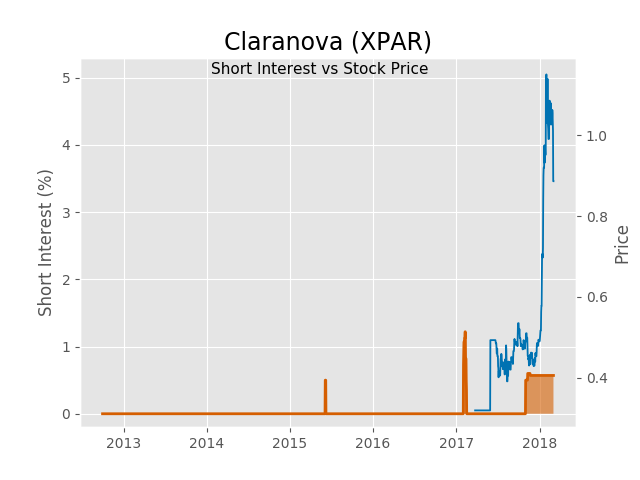 Claranova (XPAR)
Short Interest vs Stock Price
Short Interest (%)
5
4
3
2
1
0
1.0
0.8
0.6
0.4
Price
2013 2014 2015 2016 2017 2018